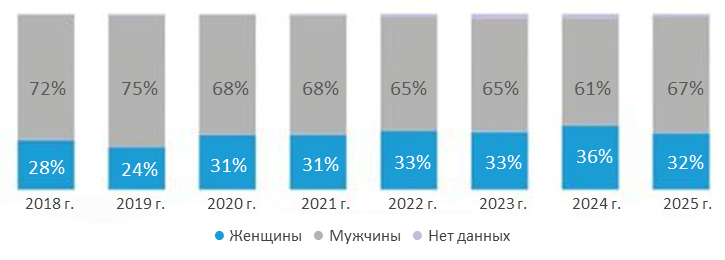 72% 75% 68% 68% 65% 65% 61% 67%
28% 24% 31% 31% 33% 33% 36% 32%
2018 г. 2019 г. 2020 г. 2021 г. 2022 г. 2023 г. 2024 г. 2025 г.
Женщины Мужчины Нет данных